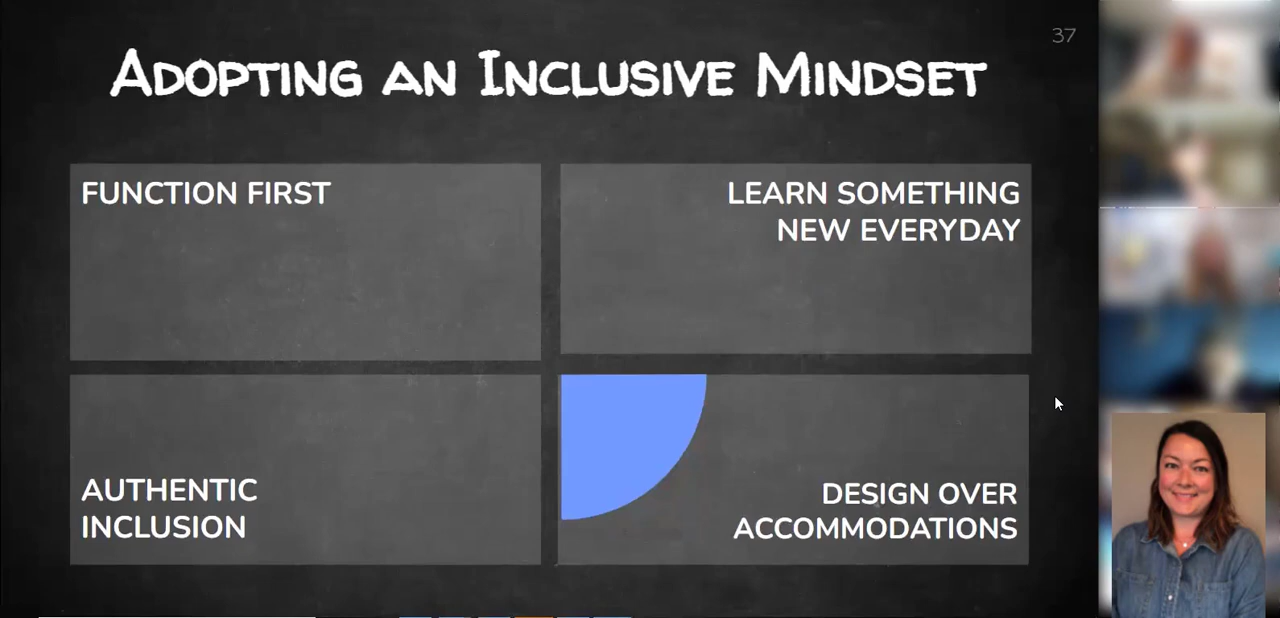 37
Adopting an Inclusive Mindset
FUNCTION FIRST
LEARN SOMETHING
NEW EVERYDAY
AUTHENTIC
INCLUSION
DESIGN OVER
ACCOMMODATIONS